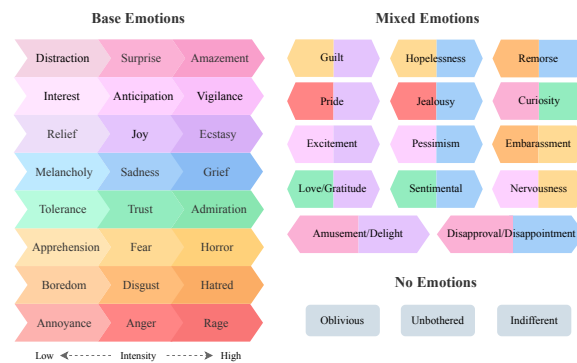 Base Emotions
Distraction Surprise Amazement
Interest Anticipation Vigilance
Relief Joy Ecstasy
Melancholy Sadness Grief
Tolerance Trust Admiration
Apprehension Fear Horror
Boredom Disgust Hatred
Annoyance Anger Rage
Low Intensity High
Mixed Emotions
Guilt Hopelessness Remorse
Pride Jealousy Curiosity
Excitement Pessimism Embarassment
Love/Gratitude Sentimental Nervousness
Amusement/Delight Disapproval/Disappointment
No Emotions
Oblivious Unbothered Indifferent